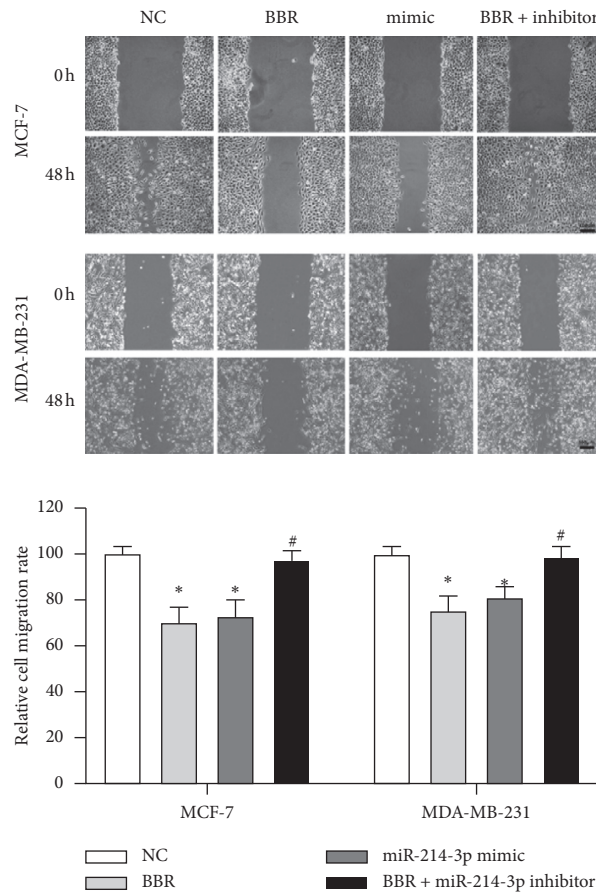 NC BBR mimic BBR + inhibitor
MCF-7
0 h
48 h
MDA-MB-231
0 h
48 h
Relative cell migration rate
120
100
80
60
40
20
0
* * #
* * #
MCF-7 MDA-MB-231
NC miR-214-3p mimic
BBR BBR + miR-214-3p inhibitor